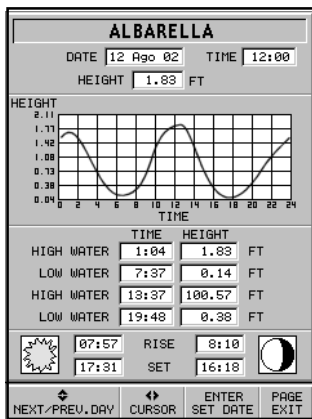 ALBARELLA
DATE 12 Ago 02 TIME 12:00
HEIGHT 1.83 FT
HEIGHT
2.11
1.77
1.42
1.08
0.73
0.38
0.04
0 2 4 6 8 10 12 14 16 18 20 22 24
TIME
TIME HEIGHT
HIGH WATER 1:04 1.83 FT
LOW WATER 7:37 0.14 FT
HIGH WATER 13:37 100.57 FT
LOW WATER 19:48 0.38 FT
07:57 RISE 8:10
17:31 SET 16:18
NEXT/PREV.DAY CURSOR ENTER SET DATE PAGE EXIT